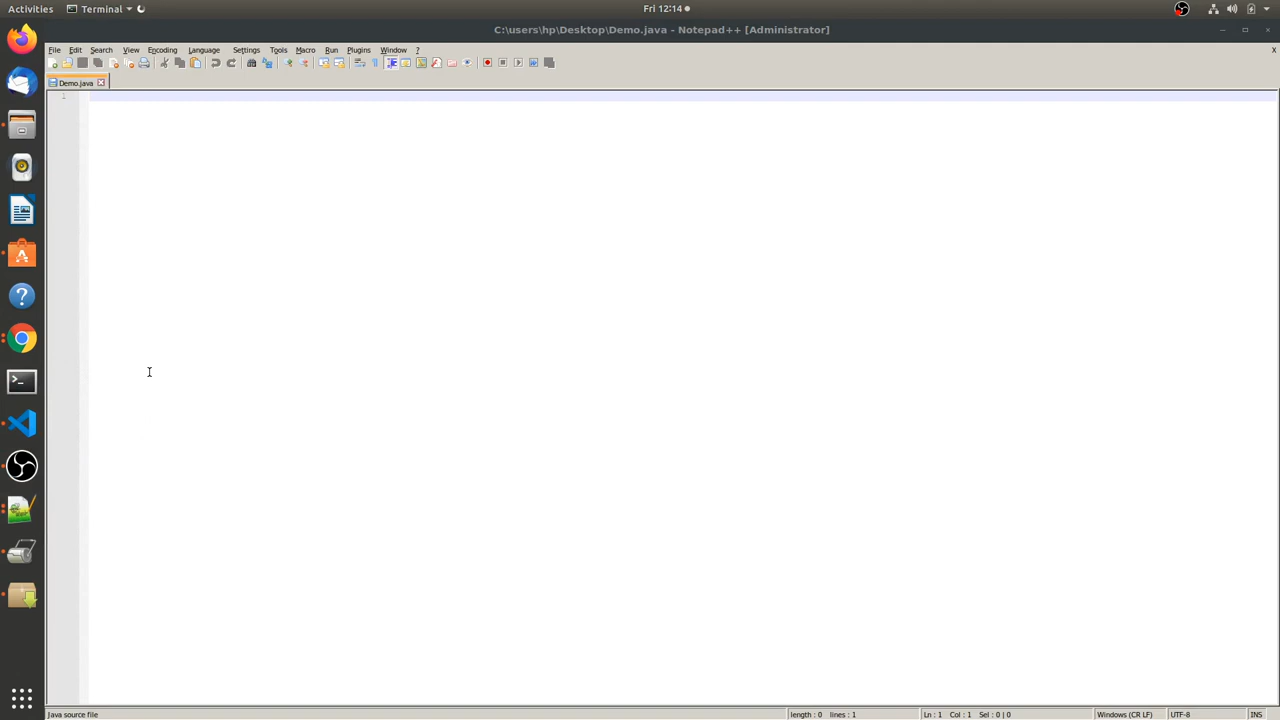 Activities Terminal Fri 12:14
C:\users\hp\Desktop\Demo.java - Notepad++ [Administrator]
File Edit Search View Encoding Language Settings Tools Macro Run Plugins Window ? X
Demo.java
1
Java source file length : 0 lines : 1 Ln : 1 Col : 1 Sel : 0 | 0 Windows (CR LF) UTF-8 INS